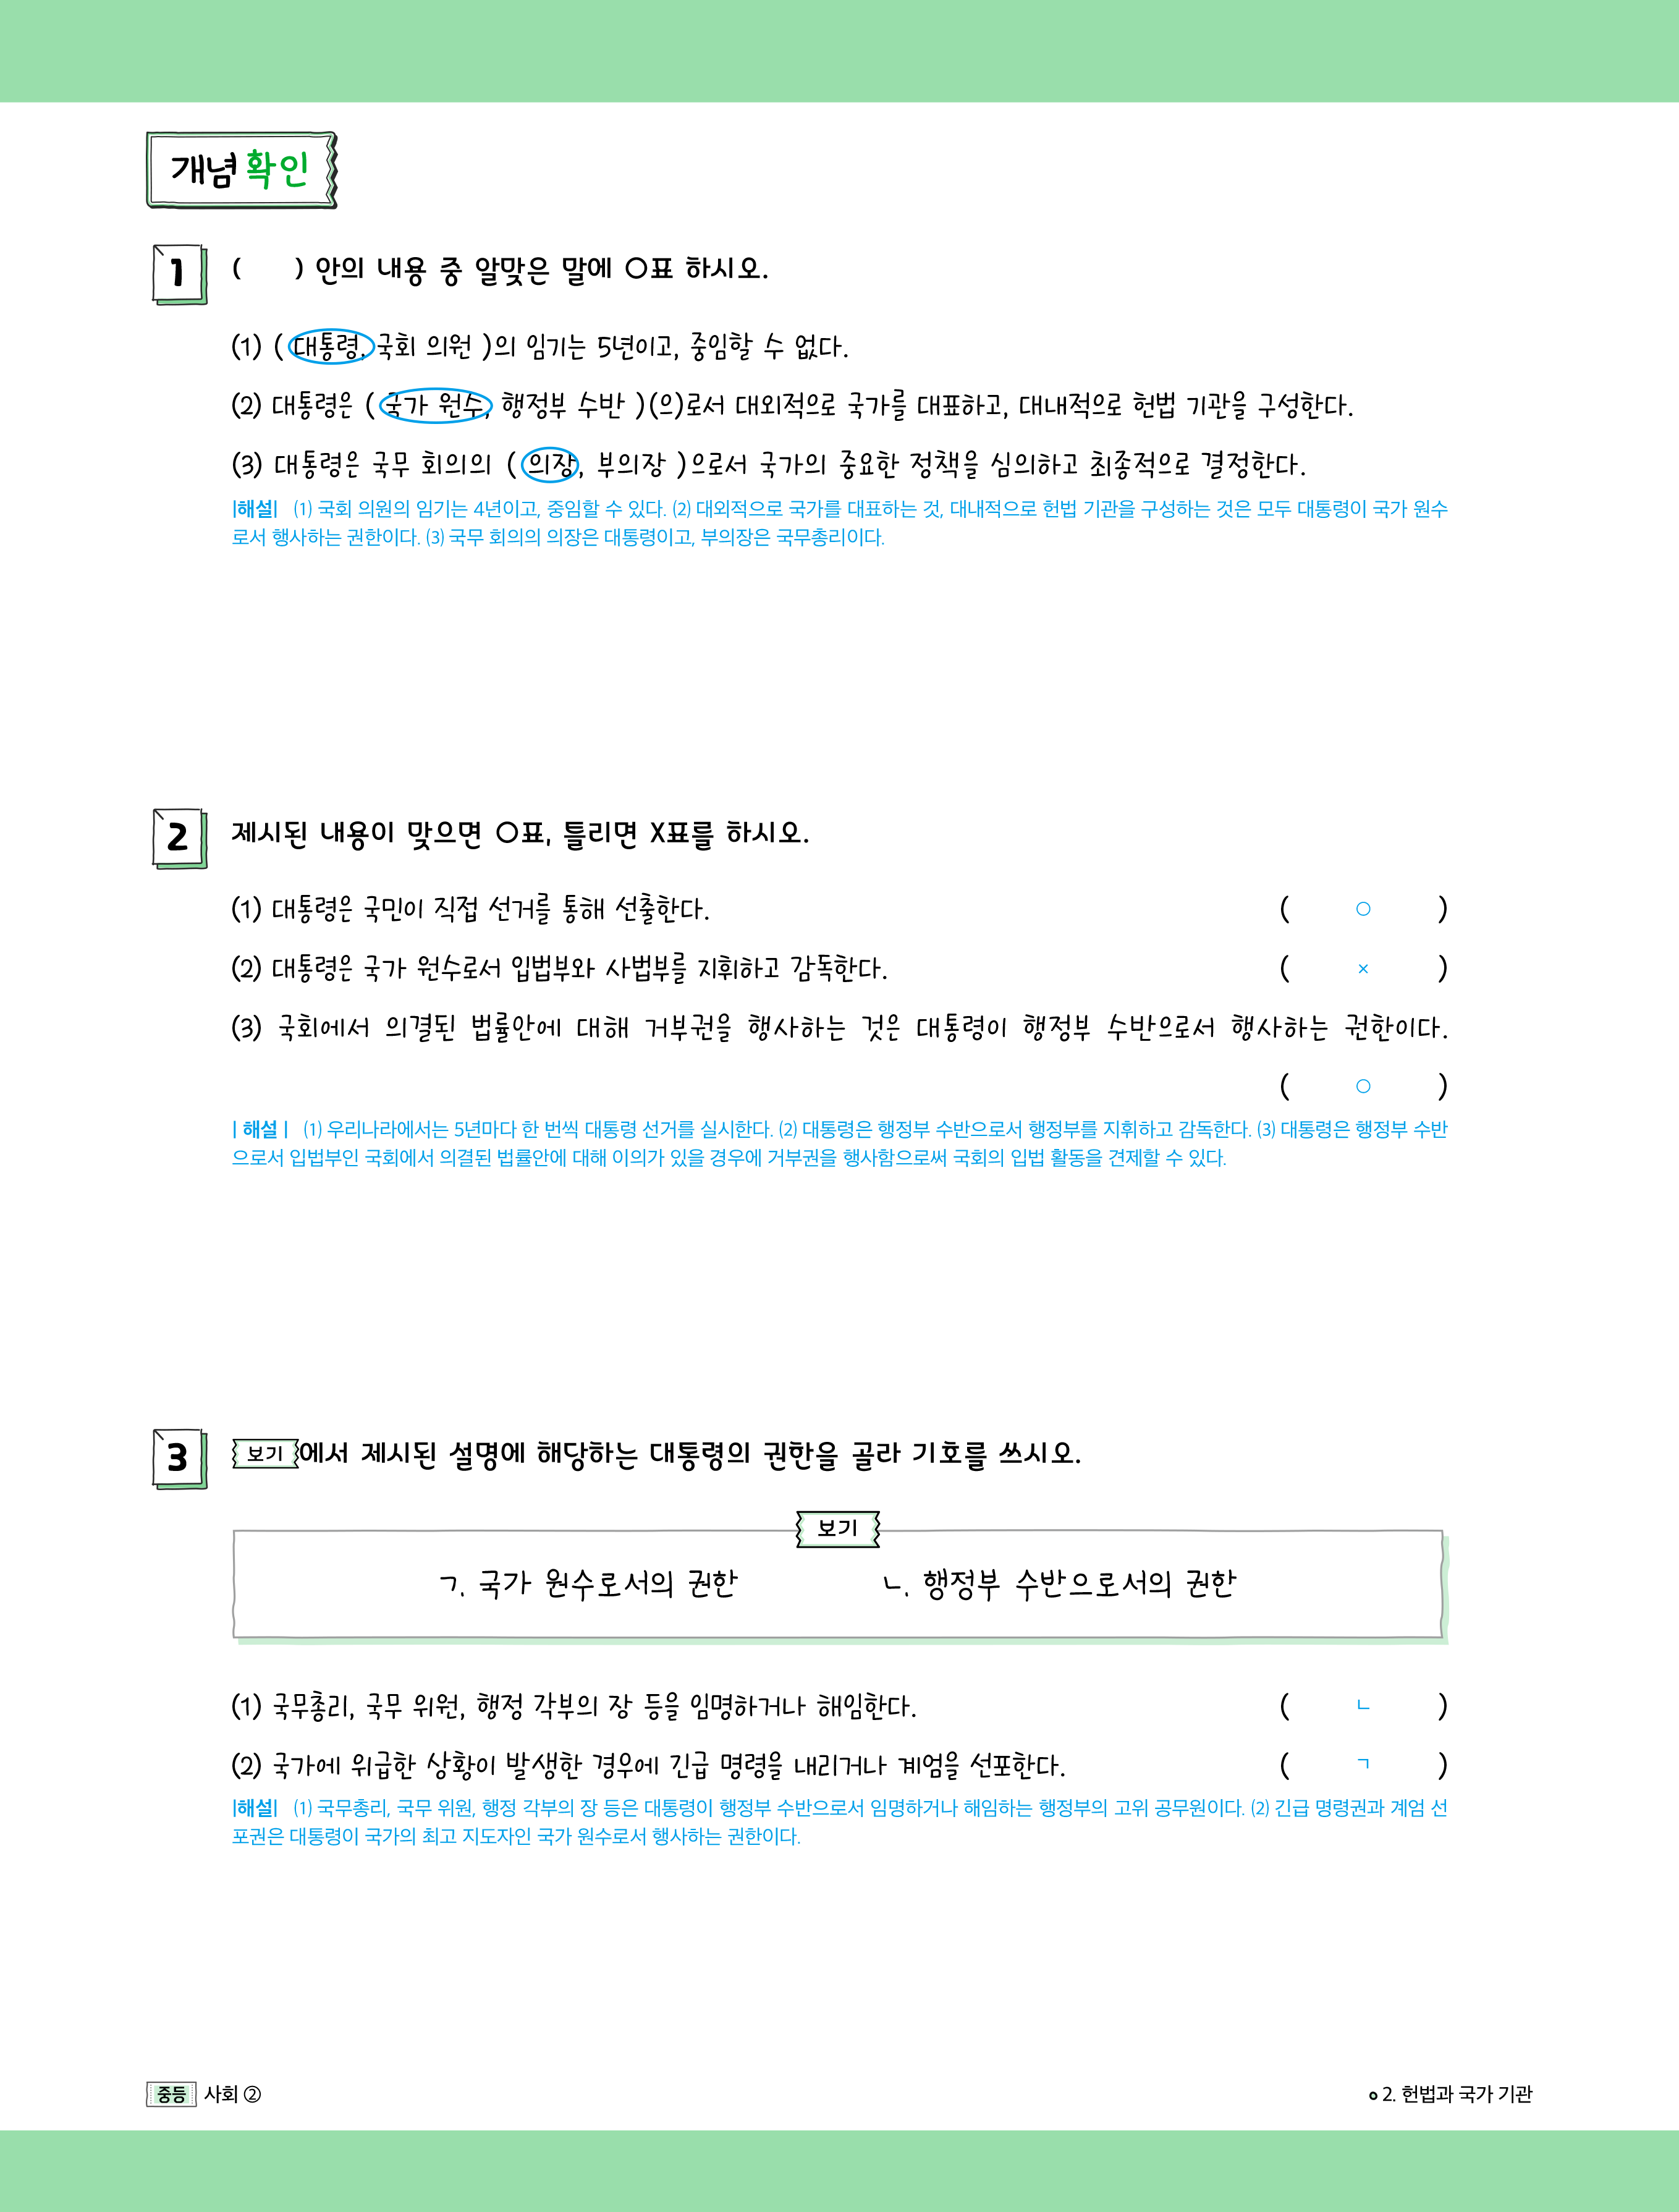 개념 확인
1 (    ) 안의 내용 중 알맞은 말에 ○표 하시오.
(1) ( 대통령, 국회 의원 )의 임기는 5년이고, 중임할 수 없다.
(2) 대통령은 ( 국가 원수, 행정부 수반 )(으)로서 대외적으로 국가를 대표하고, 대내적으로 헌법 기관을 구성한다.
(3) 대통령은 국무 회의의 ( 의장, 부의장 )으로서 국가의 중요한 정책을 심의하고 최종적으로 결정한다.
|해설| (1) 국회 의원의 임기는 4년이고, 중임할 수 있다. (2) 대외적으로 국가를 대표하는 것, 대내적으로 헌법 기관을 구성하는 것은 모두 대통령이 국가 원수
로서 행사하는 권한이다. (3) 국무 회의의 의장은 대통령이고, 부의장은 국무총리이다.
2 제시된 내용이 맞으면 ○표, 틀리면 X표를 하시오.
(1) 대통령은 국민이 직접 선거를 통해 선출한다. ( ○ )
(2) 대통령은 국가 원수로서 입법부와 사법부를 지휘하고 감독한다. ( × )
(3) 국회에서 의결된 법률안에 대해 거부권을 행사하는 것은 대통령이 행정부 수반으로서 행사하는 권한이다.
( ○ )
| 해설 | (1) 우리나라에서는 5년마다 한 번씩 대통령 선거를 실시한다. (2) 대통령은 행정부 수반으로서 행정부를 지휘하고 감독한다. (3) 대통령은 행정부 수반
으로서 입법부인 국회에서 의결된 법률안에 대해 이의가 있을 경우에 거부권을 행사함으로써 국회의 입법 활동을 견제할 수 있다.
3 보기에서 제시된 설명에 해당하는 대통령의 권한을 골라 기호를 쓰시오.
보기
ㄱ. 국가 원수로서의 권한 ㄴ. 행정부 수반으로서의 권한
(1) 국무총리, 국무 위원, 행정 각부의 장 등을 임명하거나 해임한다. ( ㄴ )
(2) 국가에 위급한 상황이 발생한 경우에 긴급 명령을 내리거나 계엄을 선포한다. ( ㄱ )
|해설| (1) 국무총리, 국무 위원, 행정 각부의 장 등은 대통령이 행정부 수반으로서 임명하거나 해임하는 행정부의 고위 공무원이다. (2) 긴급 명령권과 계엄 선
포권은 대통령이 국가의 최고 지도자인 국가 원수로서 행사하는 권한이다.
중등 사회 ②
2. 헌법과 국가 기관